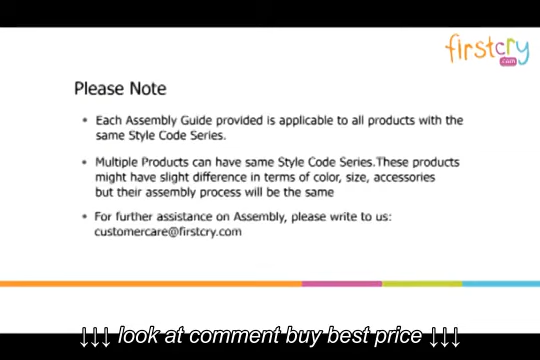 firstcry
.com
Please Note
• Each Assembly Guide provided is applicable to all products with the
same Style Code Series.
• Multiple Products can have same Style Code Series.These products
might have slight difference in terms of color, size, accessories
but their assembly process will be the same
• For further assistance on Assembly, please write to us:
customercare@firstcry.com
↓↓↓ look at comment buy best price ↓↓↓